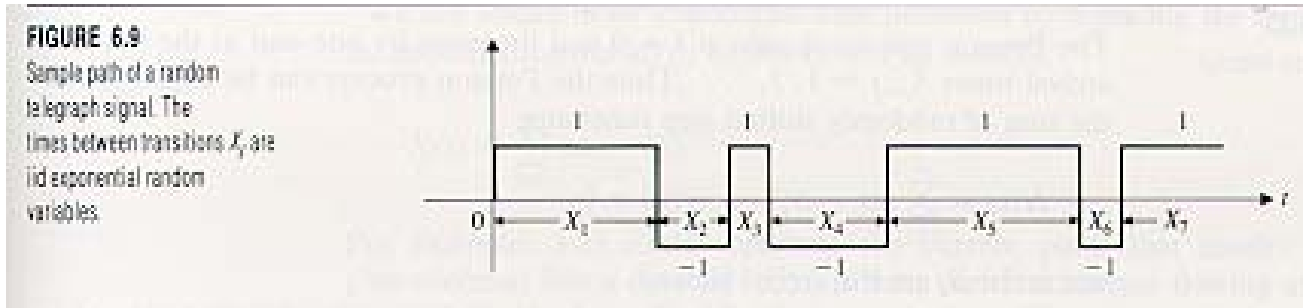 FIGURE 6.9
Sample path of a random
telegraph signal. The
times between transitions Xj are
iid exponential random
variables.
1 1 1 1
0 X1 X2 X3 X4 X5 X6 X7 t
−1 −1 −1